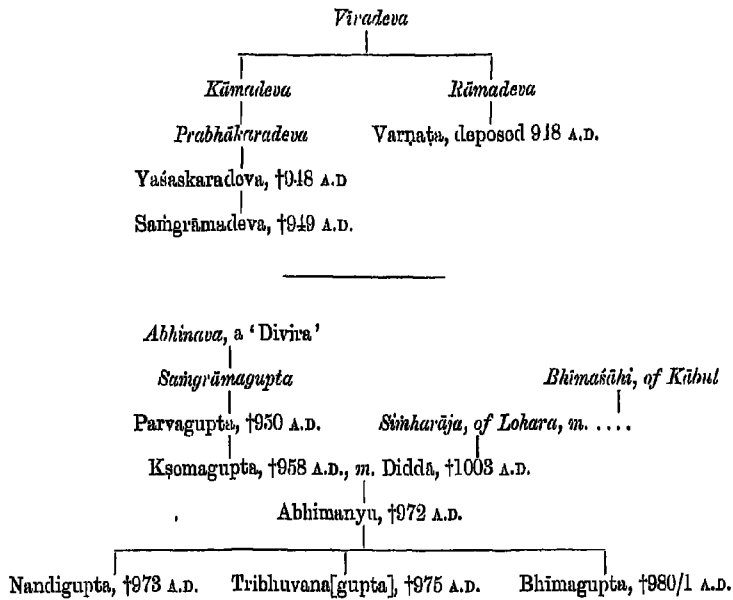 Vīradeva
Kāmadeva Rāmadeva
Prabhākaradeva Varṇaṭa, deposed 948 A.D.
Yaśaskaradeva, †948 A.D
Saṁgrāmadeva, †949 A.D.
Abhinava, a ‘Divira’
Saṁgrāmagupta Bhīmaśāhi, of Kābul
Parvagupta, †950 A.D. Siṁharāja, of Lohara, m. . . . .
Kṣemagupta, †958 A.D., m. Diddā, †1003 A.D.
Abhimanyu, †972 A.D.
Nandigupta, †973 A.D. Tribhuvana[gupta], †975 A.D. Bhīmagupta, †980/1 A.D.